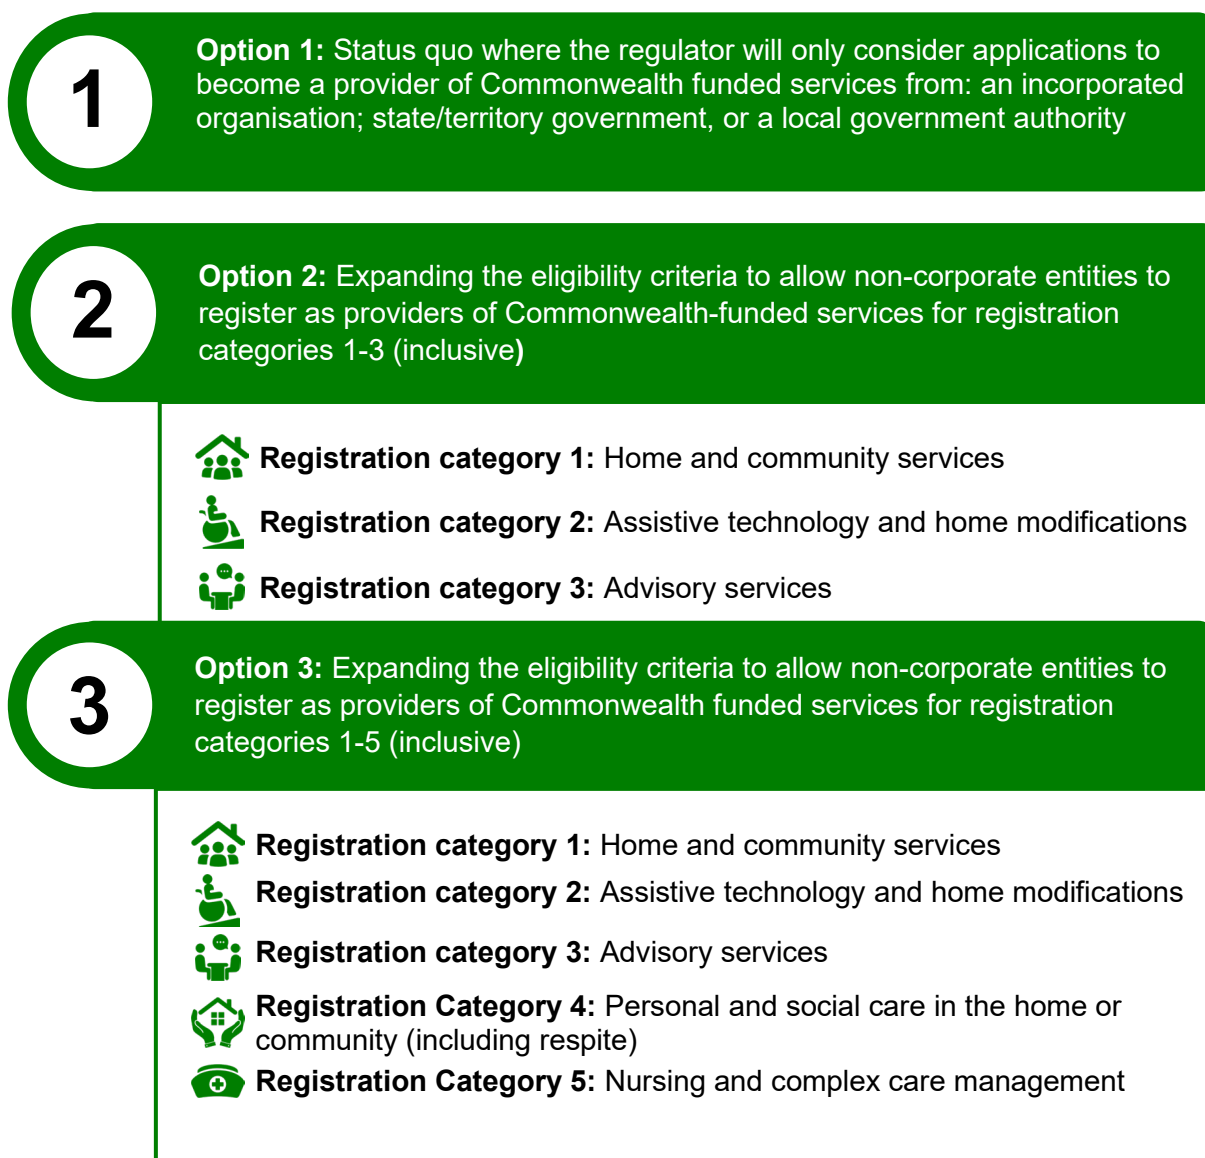 1
Option 1: Status quo where the regulator will only consider applications to
become a provider of Commonwealth funded services from: an incorporated
organisation; state/territory government, or a local government authority
2
Option 2: Expanding the eligibility criteria to allow non-corporate entities to
register as providers of Commonwealth-funded services for registration
categories 1-3 (inclusive)
Registration category 1: Home and community services
Registration category 2: Assistive technology and home modifications
Registration category 3: Advisory services
3
Option 3: Expanding the eligibility criteria to allow non-corporate entities to
register as providers of Commonwealth funded services for registration
categories 1-5 (inclusive)
Registration category 1: Home and community services
Registration category 2: Assistive technology and home modifications
Registration category 3: Advisory services
Registration Category 4: Personal and social care in the home or
community (including respite)
Registration Category 5: Nursing and complex care management